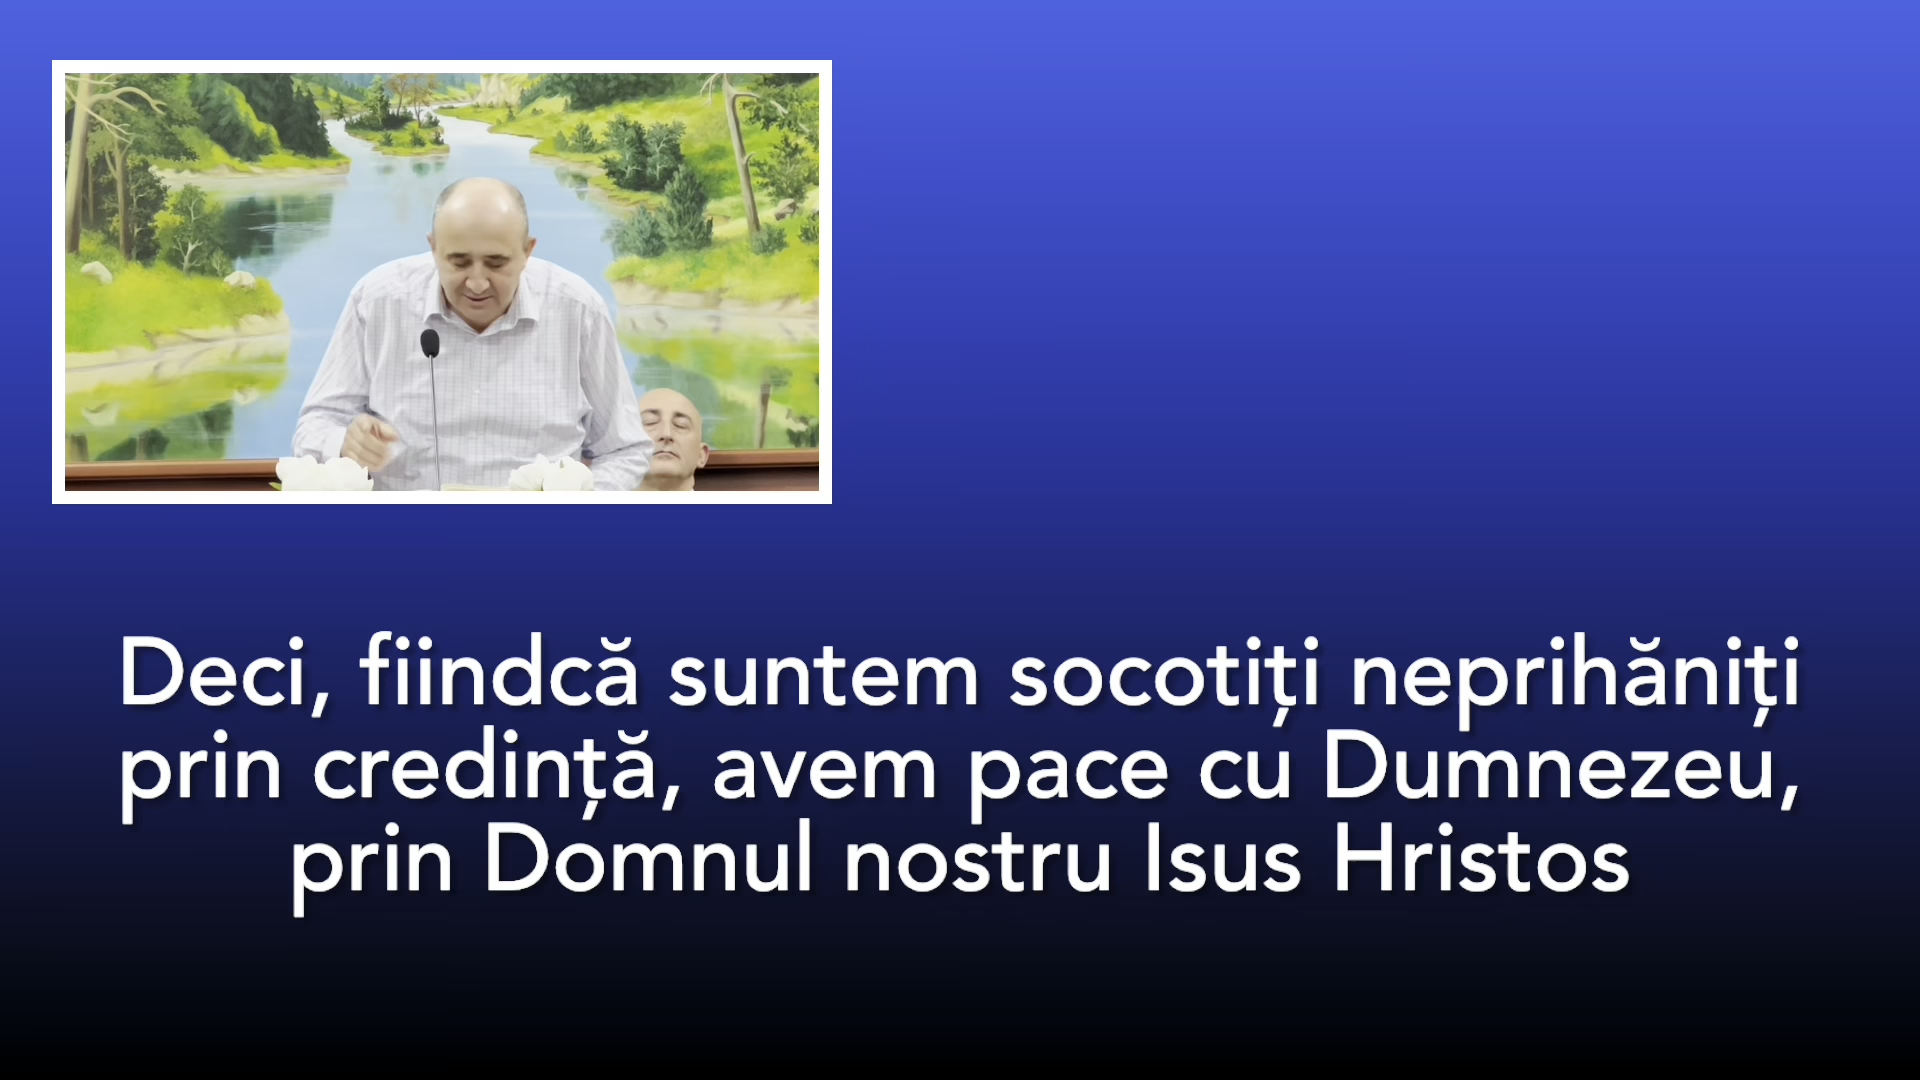 Deci, fiindcă suntem socotiți neprihăniți
prin credință, avem pace cu Dumnezeu,
prin Domnul nostru Isus Hristos